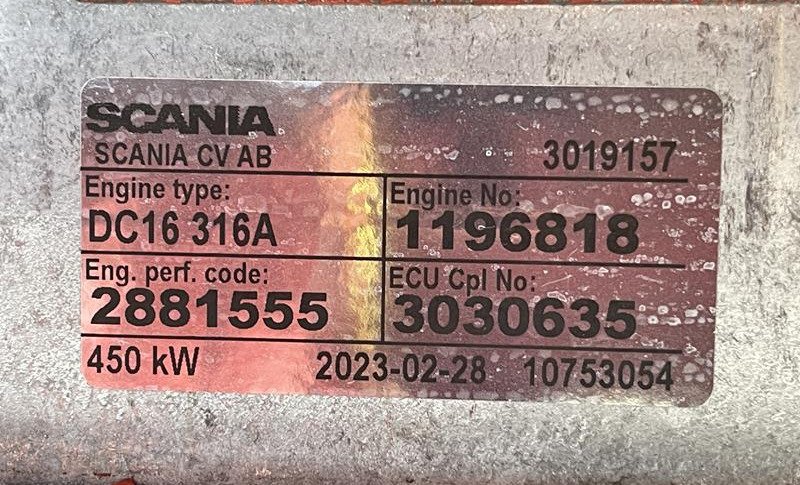 SCANIA
SCANIA CV AB 3019157
Engine type: Engine No:
DC16 316A 1196818
Eng. perf. code: ECU Cpl No:
2881555 3030635
450 kW 2023-02-28 10753054